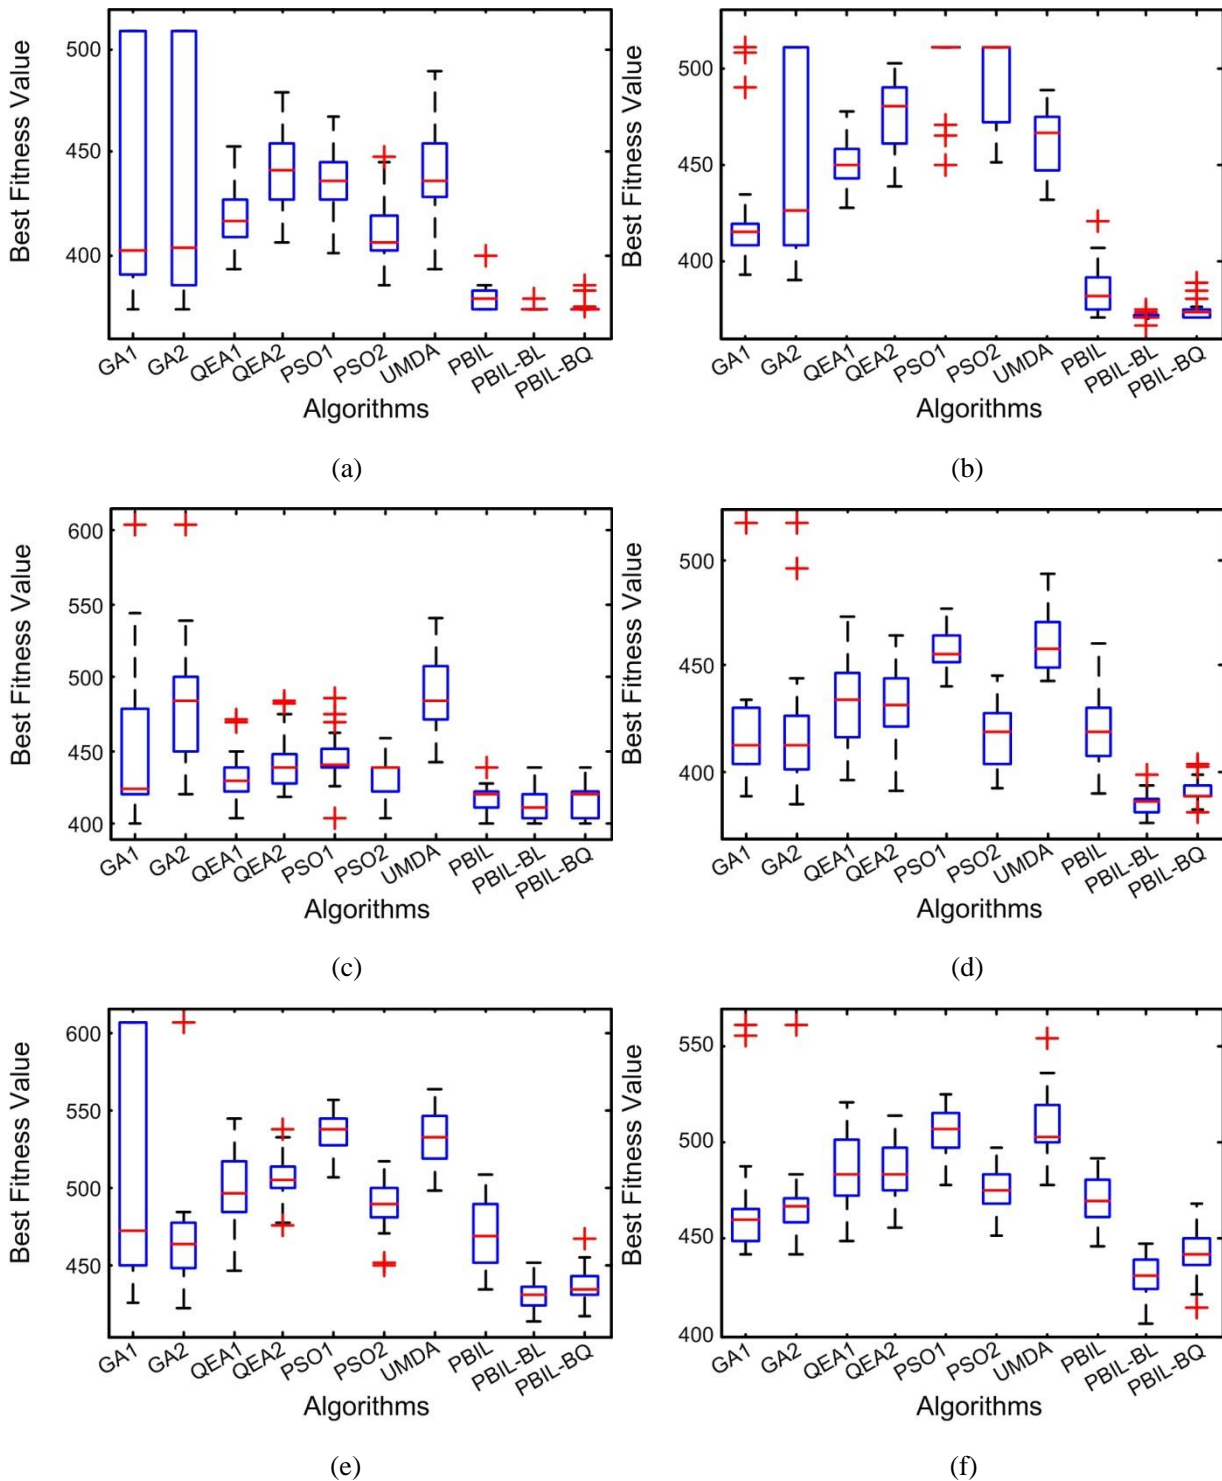 Best Fitness Value
500
450
400
GA1
GA2
QEA1
QEA2
PSO1
PSO2
UMDA
PBIL
PBIL-BL
PBIL-BQ
Algorithms
(a)
Best Fitness Value
500
450
400
GA1
GA2
QEA1
QEA2
PSO1
PSO2
UMDA
PBIL
PBIL-BL
PBIL-BQ
Algorithms
(b)
Best Fitness Value
600
550
500
450
400
GA1
GA2
QEA1
QEA2
PSO1
PSO2
UMDA
PBIL
PBIL-BL
PBIL-BQ
Algorithms
(c)
Best Fitness Value
500
450
400
GA1
GA2
QEA1
QEA2
PSO1
PSO2
UMDA
PBIL
PBIL-BL
PBIL-BQ
Algorithms
(d)
Best Fitness Value
600
550
500
450
GA1
GA2
QEA1
QEA2
PSO1
PSO2
UMDA
PBIL
PBIL-BL
PBIL-BQ
Algorithms
(e)
Best Fitness Value
550
500
450
400
GA1
GA2
QEA1
QEA2
PSO1
PSO2
UMDA
PBIL
PBIL-BL
PBIL-BQ
Algorithms
(f)